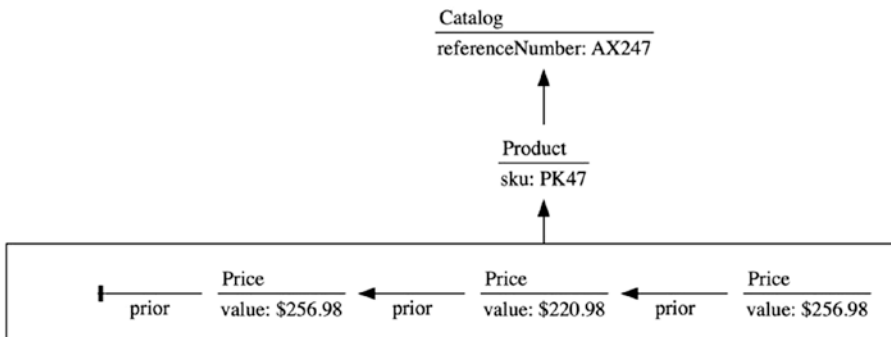 Catalog
referenceNumber: AX247
Product
sku: PK47
Price
Price
Price
prior
value: $256.98
prior
value: $220.98
prior
value: $256.98